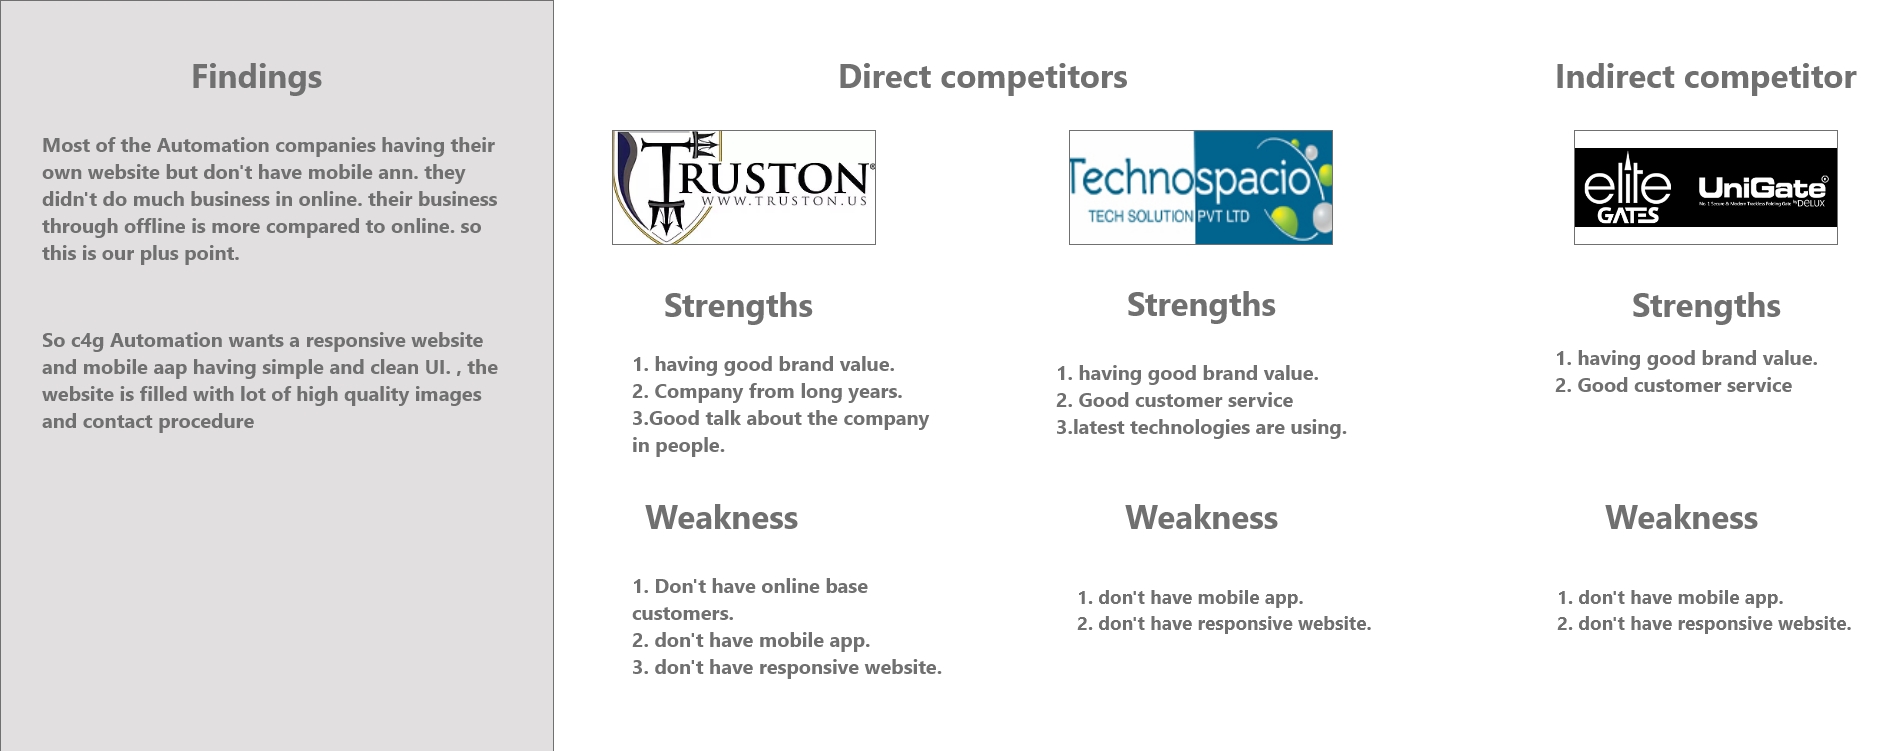 Findings
Most of the Automation companies having their
own website but don't have mobile ann. they
didn't do much business in online. their business
through offline is more compared to online. so
this is our plus point.
So c4g Automation wants a responsive website
and mobile aap having simple and clean UI. , the
website is filled with lot of high quality images
and contact procedure
Direct competitors
TRUSTON®
WWW.TRUSTON.US
Strengths
1. having good brand value.
2. Company from long years.
3.Good talk about the company
in people.
Weakness
1. Don't have online base
customers.
2. don't have mobile app.
3. don't have responsive website.
Technospacio
TECH SOLUTION PVT LTD
Strengths
1. having good brand value.
2. Good customer service
3.latest technologies are using.
Weakness
1. don't have mobile app.
2. don't have responsive website.
Indirect competitor
elite
GATES
UniGate®
No. 1 Secure & Modern Trackless Folding Gate by DELUX
Strengths
1. having good brand value.
2. Good customer service
Weakness
1. don't have mobile app.
2. don't have responsive website.